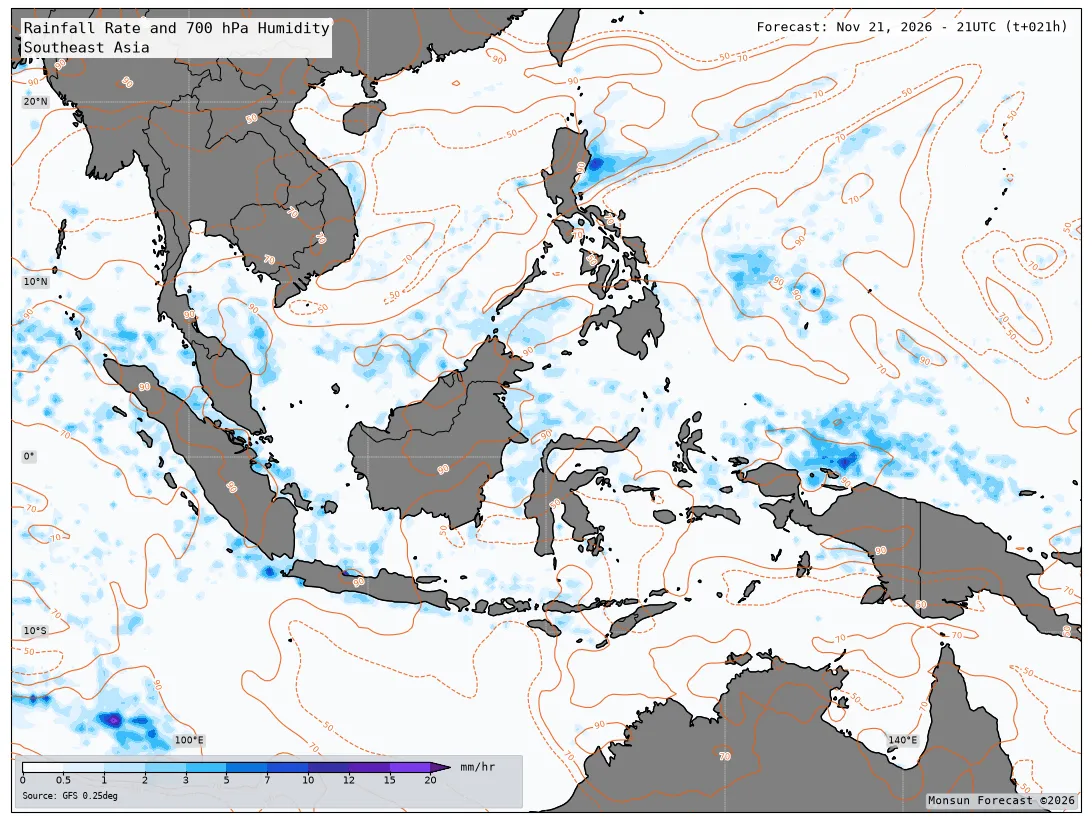 Rainfall Rate and 700 hPa Humidity
Southeast Asia
Forecast: Nov 21, 2026 - 21UTC (t+021h)
20°N
10°N
0°
10°S
100°E
140°E
0 0.5 1 2 3 5 7 10 12 15 20 mm/hr
Source: GFS 0.25deg
Monsun Forecast ©2026